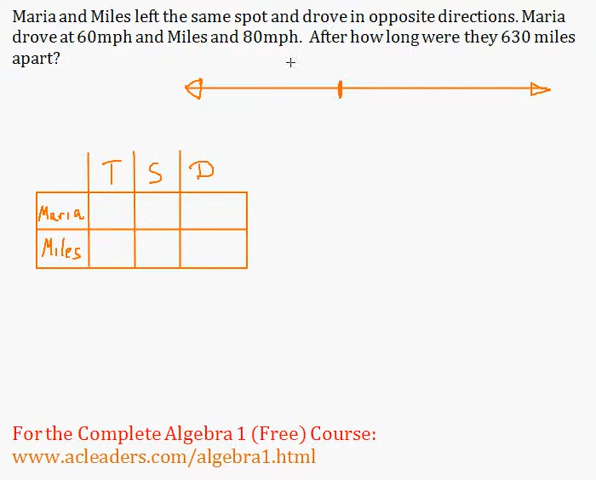 Maria and Miles left the same spot and drove in opposite directions. Maria
drove at 60mph and Miles and 80mph. After how long were they 630 miles
apart?
T S D
Maria
Miles
For the Complete Algebra 1 (Free) Course:
www.acleaders.com/algebra1.html